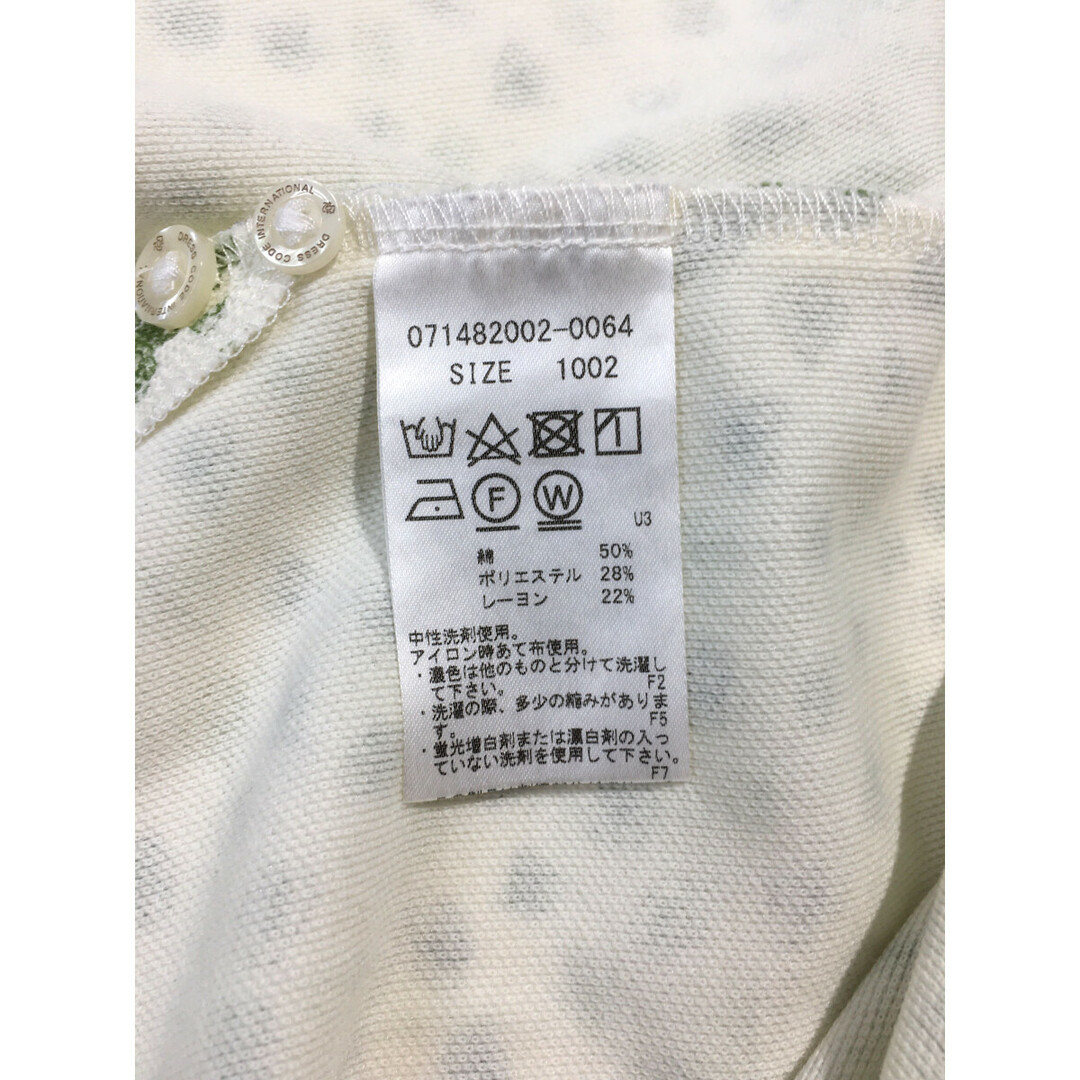 DRESS CODE INTERNATIONAL
DRESS CODE INTERNATIONAL
071482002-0064
SIZE 1002
F W
U3
綿 50%
ポリエステル 28%
レーヨン 22%
中性洗剤使用。
アイロン時あて布使用。
・濃色は他のものと分けて洗濯し
て下さい。 F2
・洗濯の際、多少の縮みがありま
す。 F5
・蛍光増白剤または漂白剤の入っ
ていない洗剤を使用して下さい。
F7